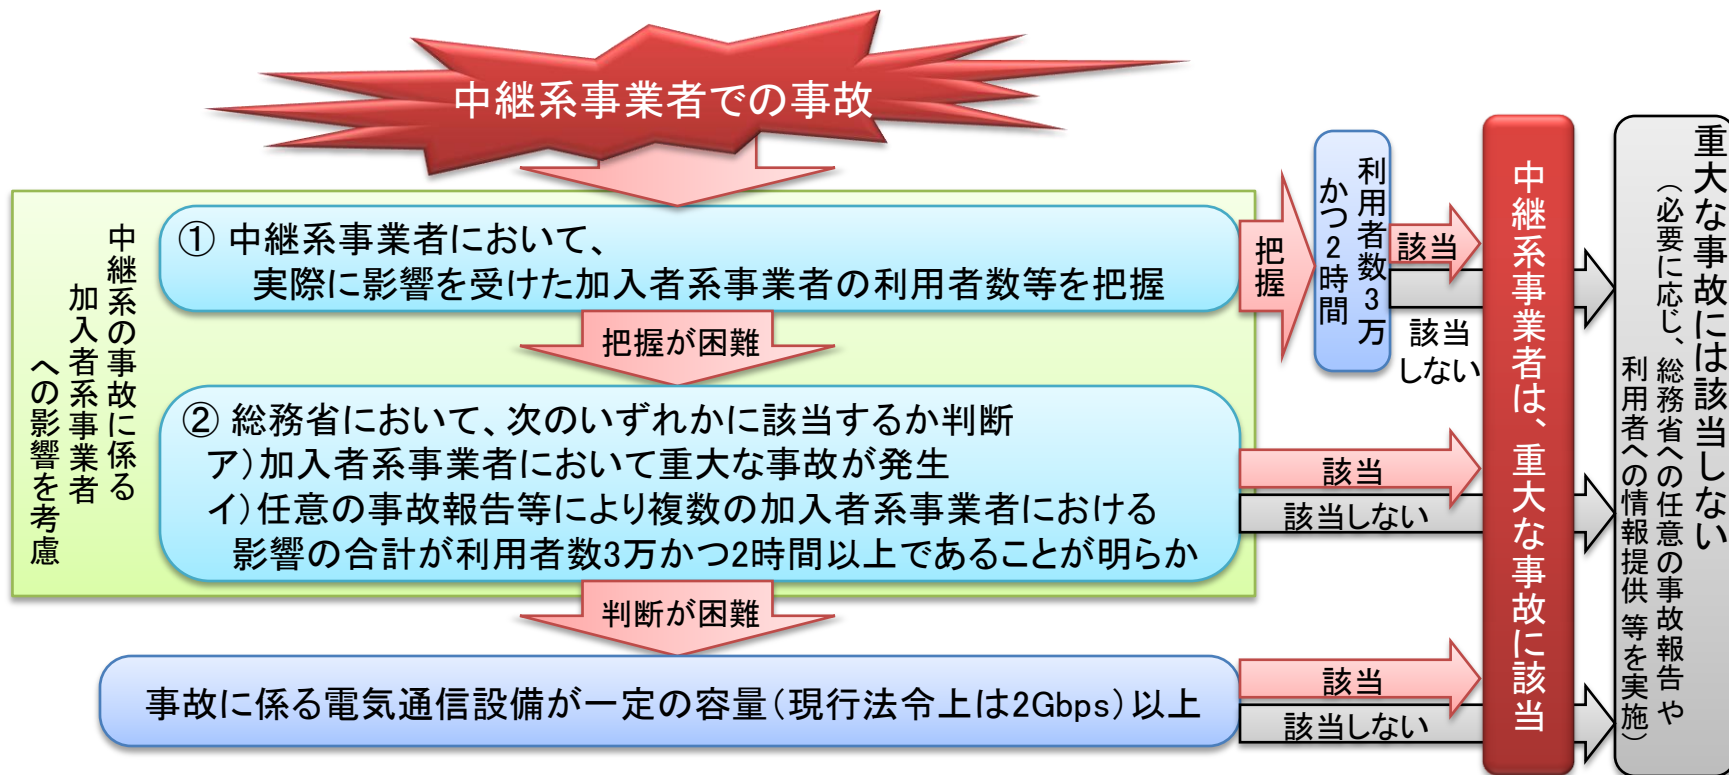 中継系事業者での事故
中継系の事故に係る
加入者系事業者
への影響を考慮
① 中継系事業者において、
実際に影響を受けた加入者系事業者の利用者数等を把握
把握
利用者数3万
かつ2時間
該当
該当
しない
把握が困難
② 総務省において、次のいずれかに該当するか判断
ア）加入者系事業者において重大な事故が発生
イ）任意の事故報告等により複数の加入者系事業者における
影響の合計が利用者数3万かつ2時間以上であることが明らか
該当
該当しない
判断が困難
事故に係る電気通信設備が一定の容量（現行法令上は2Gbps）以上
該当
該当しない
中継系事業者は、重大な事故に該当
重大な事故には該当しない
（必要に応じ、総務省への任意の事故報告 や
利用者への情報提供 等を実施）